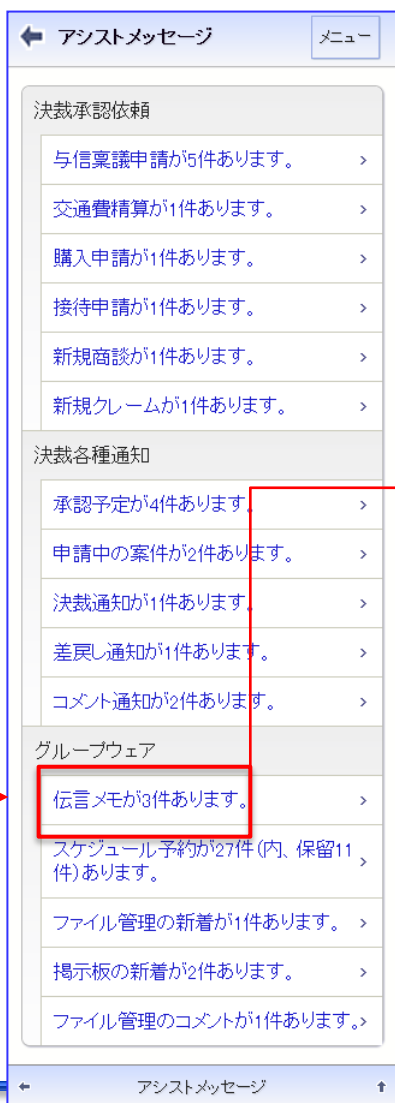 アシストメッセージ
メニュー
決裁承認依頼
与信稟議申請が5件あります。
交通費精算が1件あります。
購入申請が1件あります。
接待申請が1件あります。
新規商談が1件あります。
新規クレームが1件あります。
決裁各種通知
承認予定が4件あります。
申請中の案件が2件あります。
決裁通知が1件あります。
差戻し通知が1件あります。
コメント通知が2件あります。
グループウェア
伝言メモが3件あります。
スケジュール予約が27件(内、保留11
件)あります。
ファイル管理の新着が1件あります。
掲示板の新着が2件あります。
ファイル管理のコメントが1件あります。
アシストメッセージ